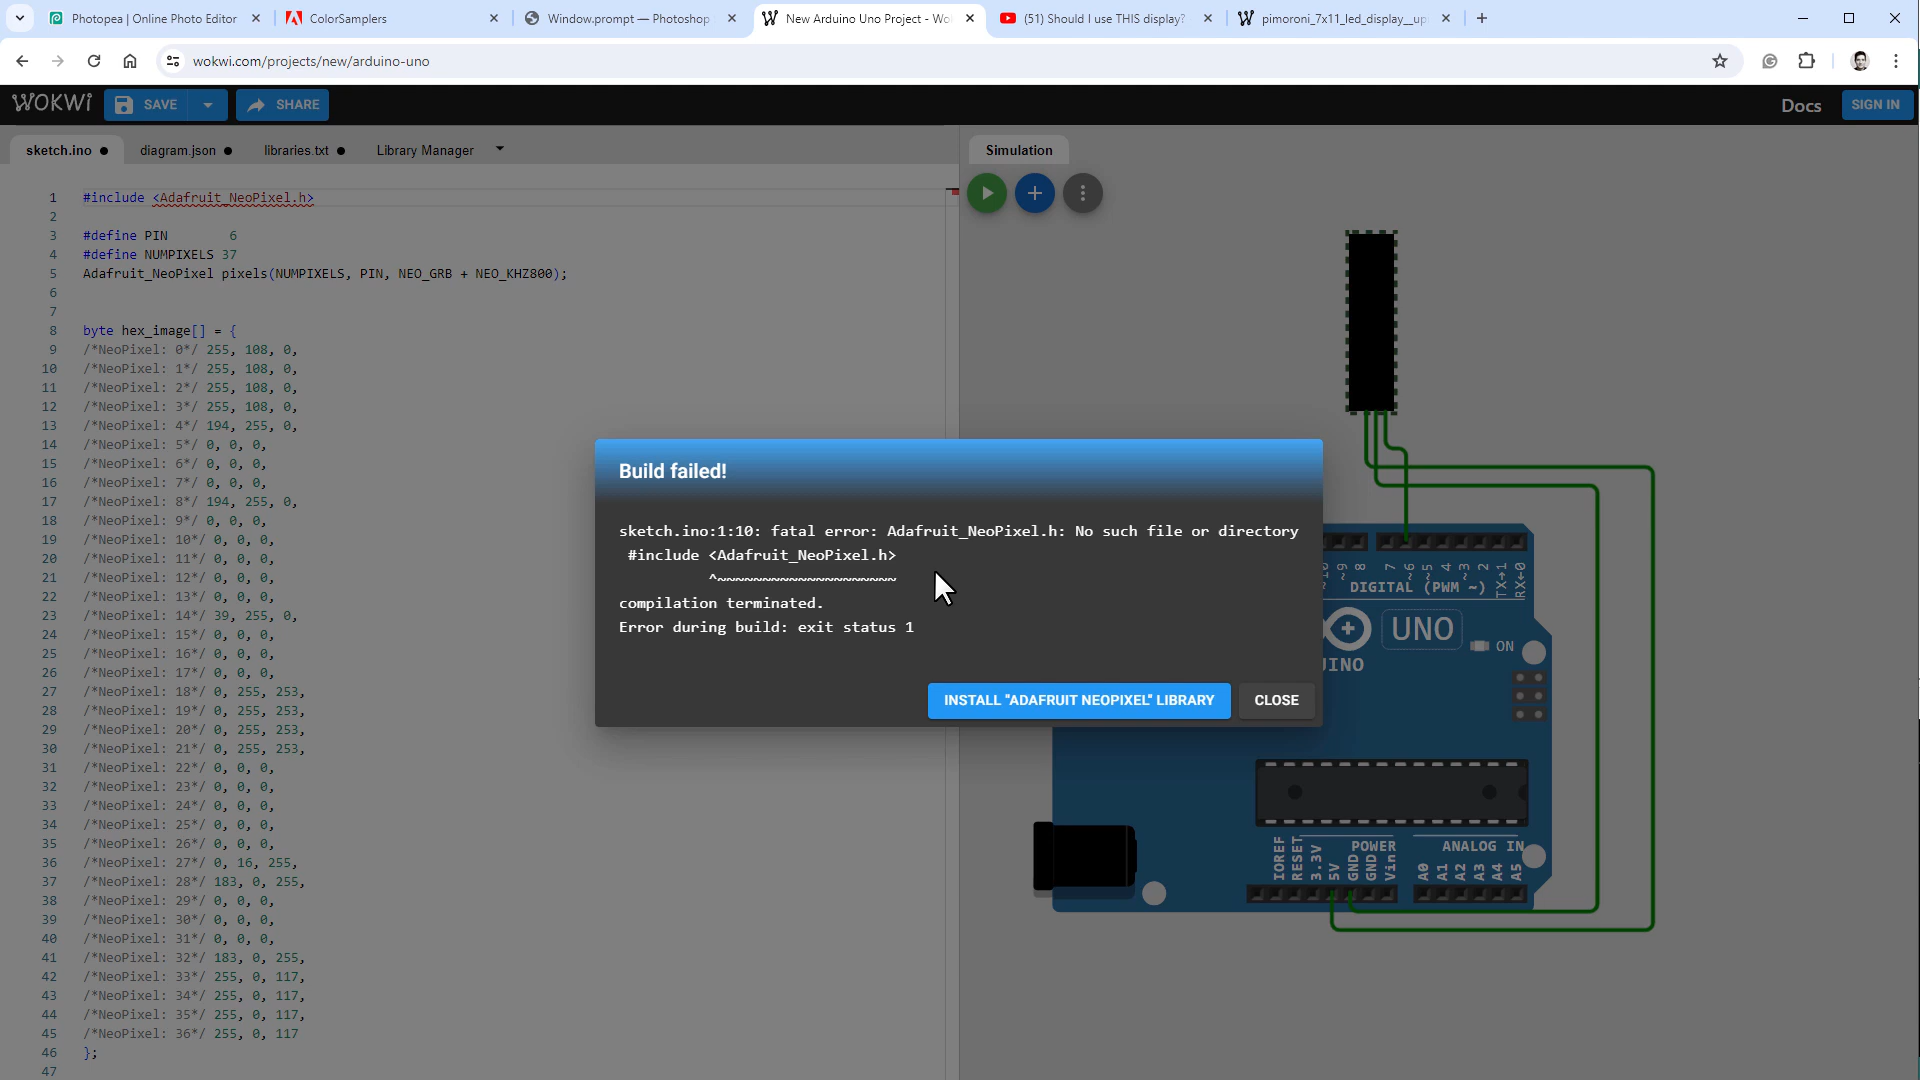 Photopea | Online Photo Editor
ColorSamplers
Window.prompt — Photoshop
New Arduino Uno Project - Wo
(51) Should I use THIS display?
pimoroni_7x11_led_display__up
wokwi.com/projects/new/arduino-uno
WOKWi
SAVE
SHARE
Docs
SIGN IN
sketch.ino
diagram.json
libraries.txt
Library Manager
Simulation
1 #include <Adafruit_NeoPixel.h>
2
3 #define PIN 6
4 #define NUMPIXELS 37
5 Adafruit_NeoPixel pixels(NUMPIXELS, PIN, NEO_GRB + NEO_KHZ800);
6
7
8 byte hex_image[] = {
9 /*NeoPixel: 0*/ 255, 108, 0,
10 /*NeoPixel: 1*/ 255, 108, 0,
11 /*NeoPixel: 2*/ 255, 108, 0,
12 /*NeoPixel: 3*/ 255, 108, 0,
13 /*NeoPixel: 4*/ 194, 255, 0,
14 /*NeoPixel: 5*/ 0, 0, 0,
15 /*NeoPixel: 6*/ 0, 0, 0,
16 /*NeoPixel: 7*/ 0, 0, 0,
17 /*NeoPixel: 8*/ 194, 255, 0,
18 /*NeoPixel: 9*/ 0, 0, 0,
19 /*NeoPixel: 10*/ 0, 0, 0,
20 /*NeoPixel: 11*/ 0, 0, 0,
21 /*NeoPixel: 12*/ 0, 0, 0,
22 /*NeoPixel: 13*/ 0, 0, 0,
23 /*NeoPixel: 14*/ 39, 255, 0,
24 /*NeoPixel: 15*/ 0, 0, 0,
25 /*NeoPixel: 16*/ 0, 0, 0,
26 /*NeoPixel: 17*/ 0, 0, 0,
27 /*NeoPixel: 18*/ 0, 255, 253,
28 /*NeoPixel: 19*/ 0, 255, 253,
29 /*NeoPixel: 20*/ 0, 255, 253,
30 /*NeoPixel: 21*/ 0, 255, 253,
31 /*NeoPixel: 22*/ 0, 0, 0,
32 /*NeoPixel: 23*/ 0, 0, 0,
33 /*NeoPixel: 24*/ 0, 0, 0,
34 /*NeoPixel: 25*/ 0, 0, 0,
35 /*NeoPixel: 26*/ 0, 0, 0,
36 /*NeoPixel: 27*/ 0, 16, 255,
37 /*NeoPixel: 28*/ 183, 0, 255,
38 /*NeoPixel: 29*/ 0, 0, 0,
39 /*NeoPixel: 30*/ 0, 0, 0,
40 /*NeoPixel: 31*/ 0, 0, 0,
41 /*NeoPixel: 32*/ 183, 0, 255,
42 /*NeoPixel: 33*/ 255, 0, 117,
43 /*NeoPixel: 34*/ 255, 0, 117,
44 /*NeoPixel: 35*/ 255, 0, 117,
45 /*NeoPixel: 36*/ 255, 0, 117
46 };
47
Build failed!
sketch.ino:1:10: fatal error: Adafruit_NeoPixel.h: No such file or directory
#include <Adafruit_NeoPixel.h>
^~~~~~~~~~~~~~~~~~~~~
compilation terminated.
Error during build: exit status 1
INSTALL "ADAFRUIT NEOPIXEL" LIBRARY
CLOSE
~10 ~9 8 7 ~6 ~5 4 ~3 2 TX→1 RX←0
DIGITAL (PWM ~)
UNO
ON
UINO
POWER
ANALOG IN
IOREF RESET 3.3V 5V GND GND Vin A0 A1 A2 A3 A4 A5